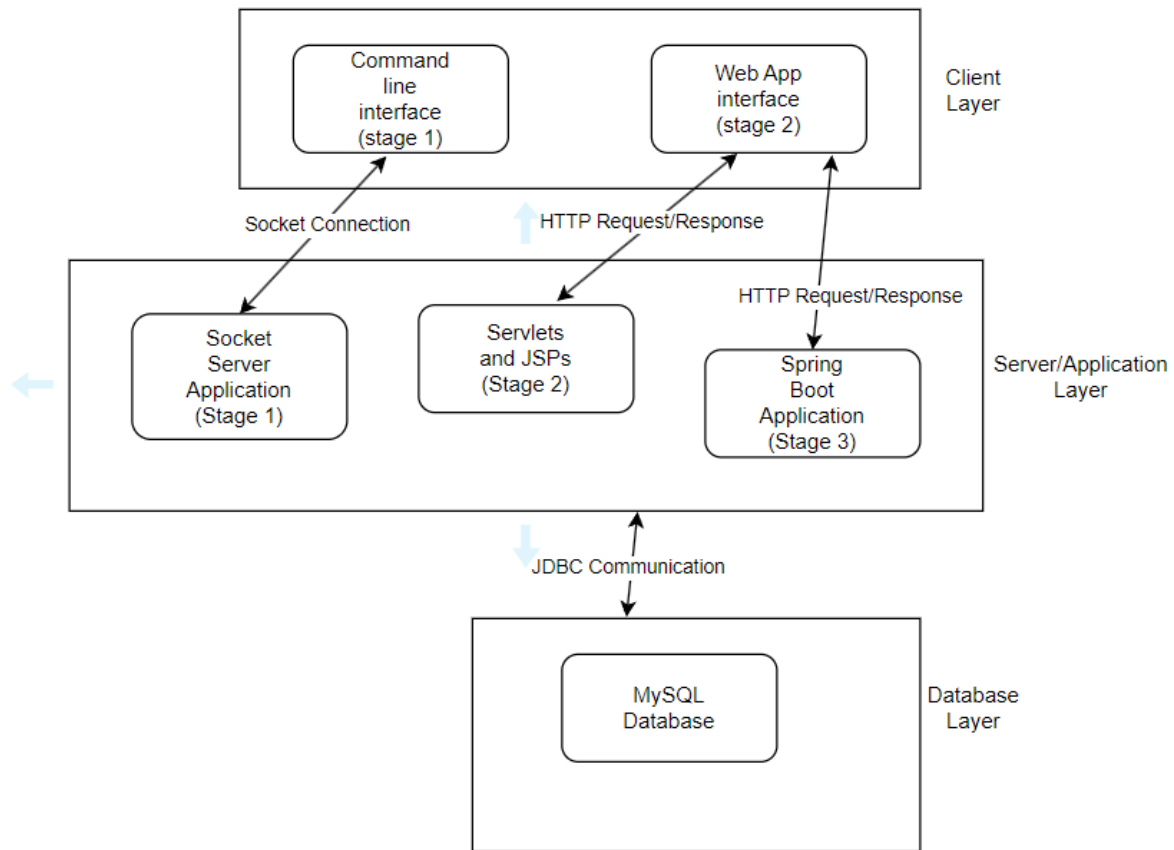 Command
line
interface
(stage 1)
Web App
interface
(stage 2)
Client
Layer
Socket Connection
HTTP Request/Response
HTTP Request/Response
Socket
Server
Application
(Stage 1)
Servlets
and JSPs
(Stage 2)
Spring
Boot
Application
(Stage 3)
Server/Application
Layer
JDBC Communication
MySQL
Database
Database
Layer